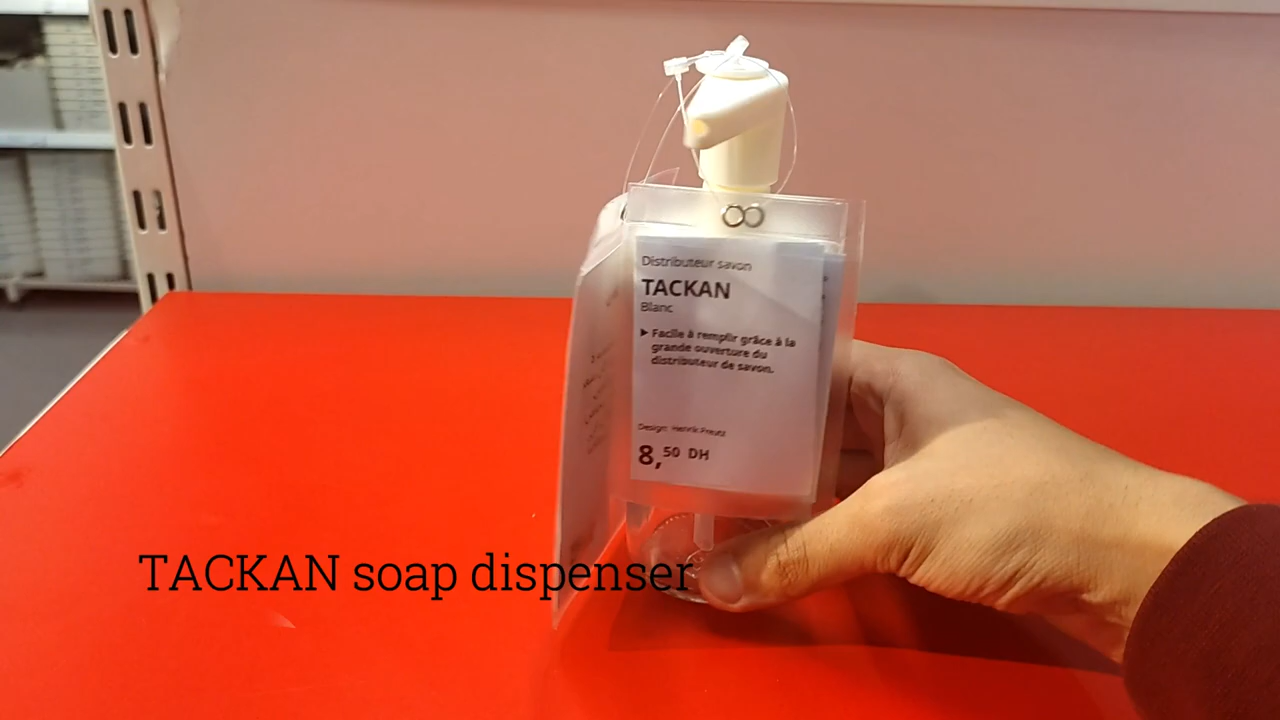 Distributeur savon
TACKAN
Blanc
▶ Facile à remplir grâce à la
grande ouverture du
distributeur de savon.
Design: Henrik Preutz
8,50 DH
TACKAN soap dispenser